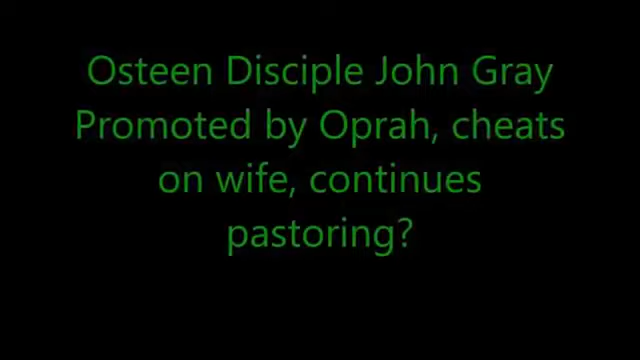 Osteen Disciple John Gray
Promoted by Oprah, cheats
on wife, continues
pastoring?